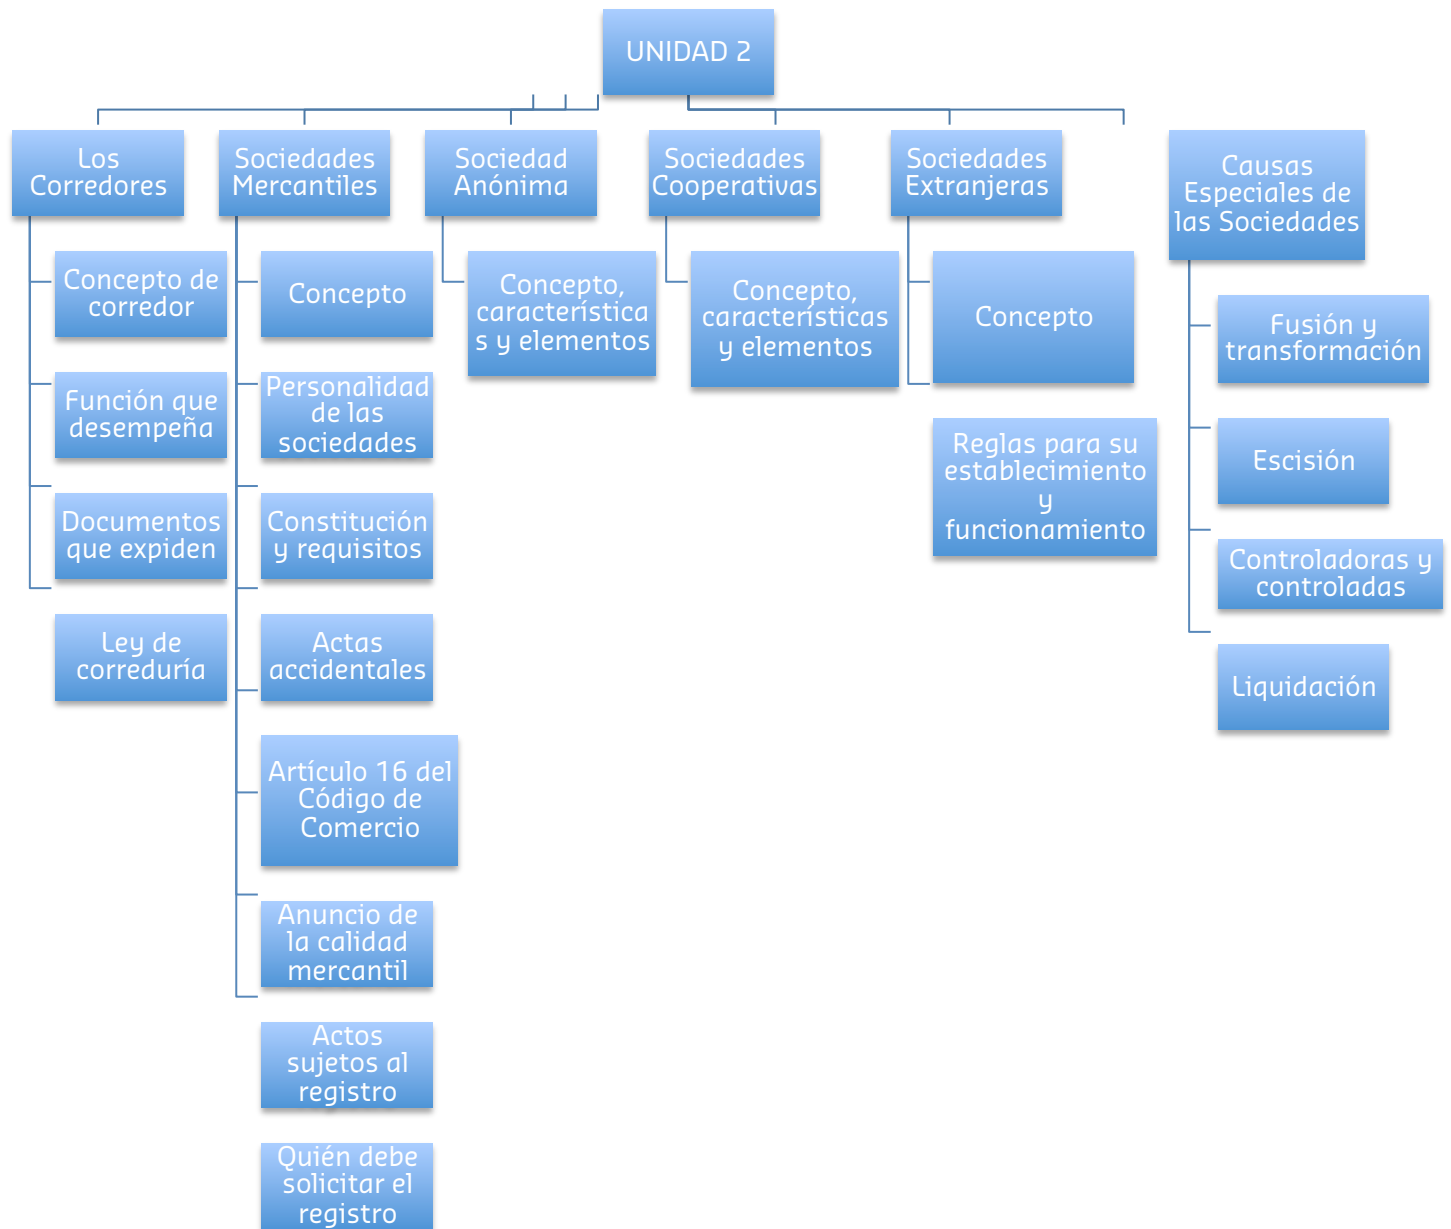 UNIDAD 2
Los
Corredores
Concepto de
corredor
Función que
desempeña
Documentos
que expiden
Ley de
correduría
Sociedades
Mercantiles
Concepto
Personalidad
de las
sociedades
Constitución
y requisitos
Actas
accidentales
Artículo 16 del
Código de
Comercio
Anuncio de
la calidad
mercantil
Actos
sujetos al
registro
Quién debe
solicitar el
registro
Sociedad
Anónima
Concepto,
característica
s y elementos
Sociedades
Cooperativas
Concepto,
características
y elementos
Sociedades
Extranjeras
Concepto
Reglas para su
establecimiento
y
funcionamiento
Causas
Especiales de
las Sociedades
Fusión y
transformación
Escisión
Controladoras y
controladas
Liquidación